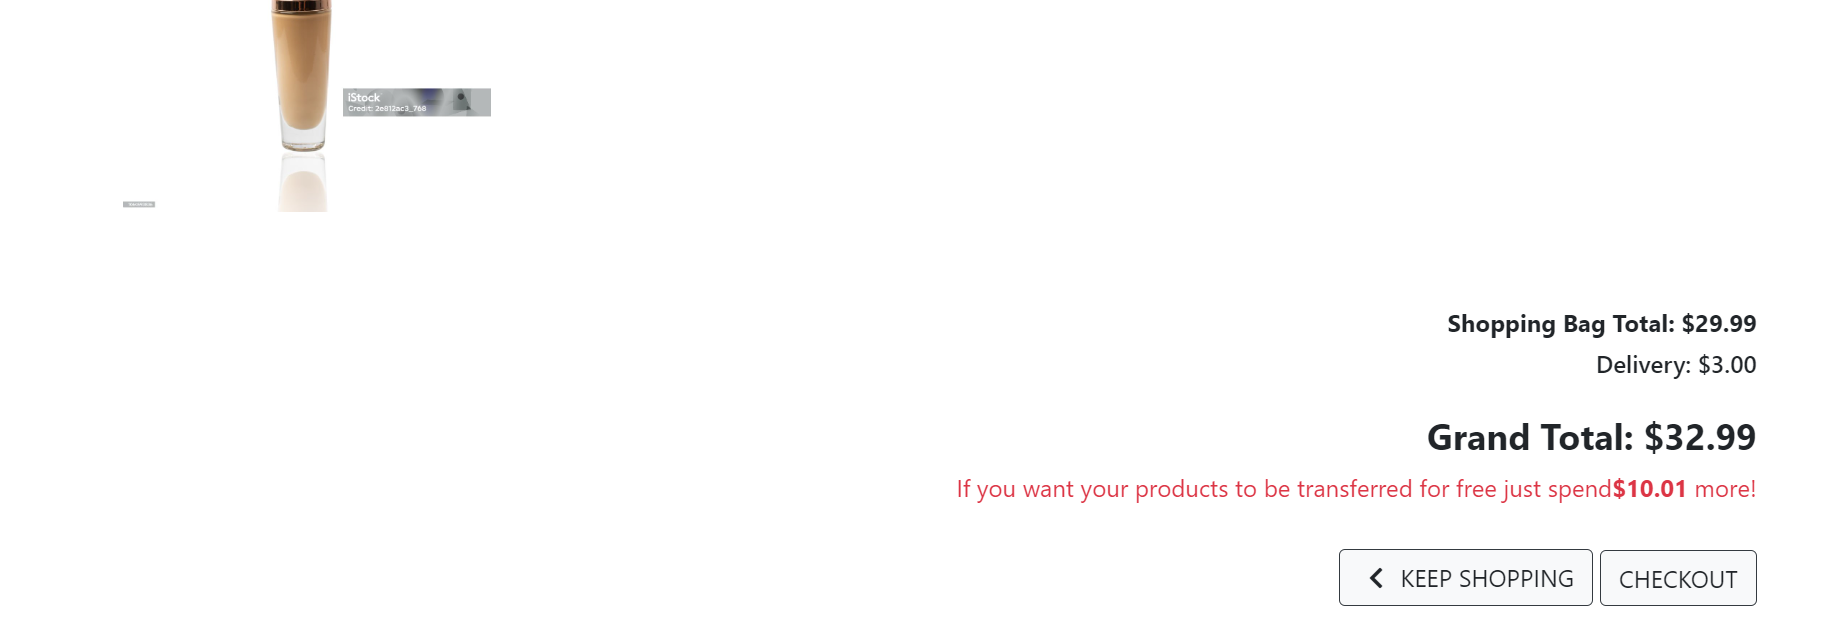 iStock
Credit: 2e812ac3_768
Shopping Bag Total: $29.99
Delivery: $3.00
Grand Total: $32.99
If you want your products to be transferred for free just spend$10.01 more!
KEEP SHOPPING
CHECKOUT